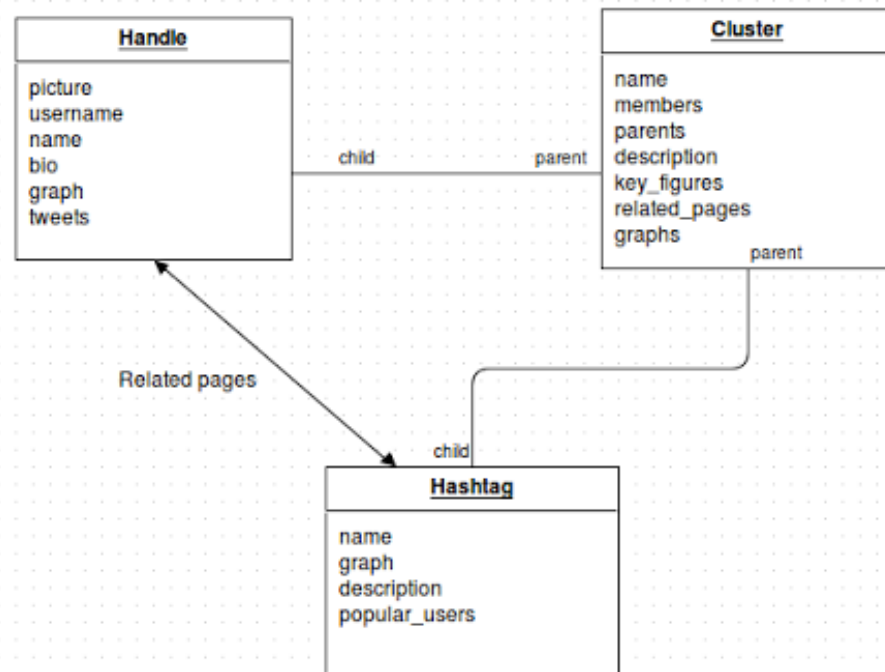 Handle
picture
username
name
bio
graph
tweets
child
parent
Cluster
name
members
parents
description
key_figures
related_pages
graphs
parent
Related pages
child
Hashtag
name
graph
description
popular_users